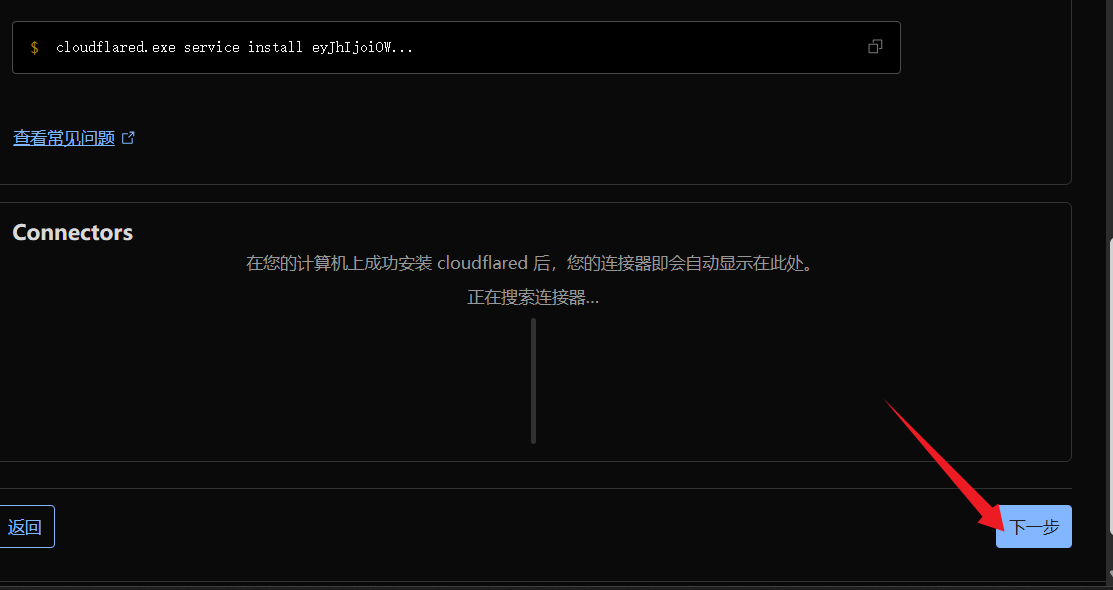 $ cloudflared.exe service install eyJhIjoiOW...
查看常见问题
Connectors
在您的计算机上成功安装 cloudflared 后，您的连接器即会自动显示在此处。
正在搜索连接器...
返回
下一步